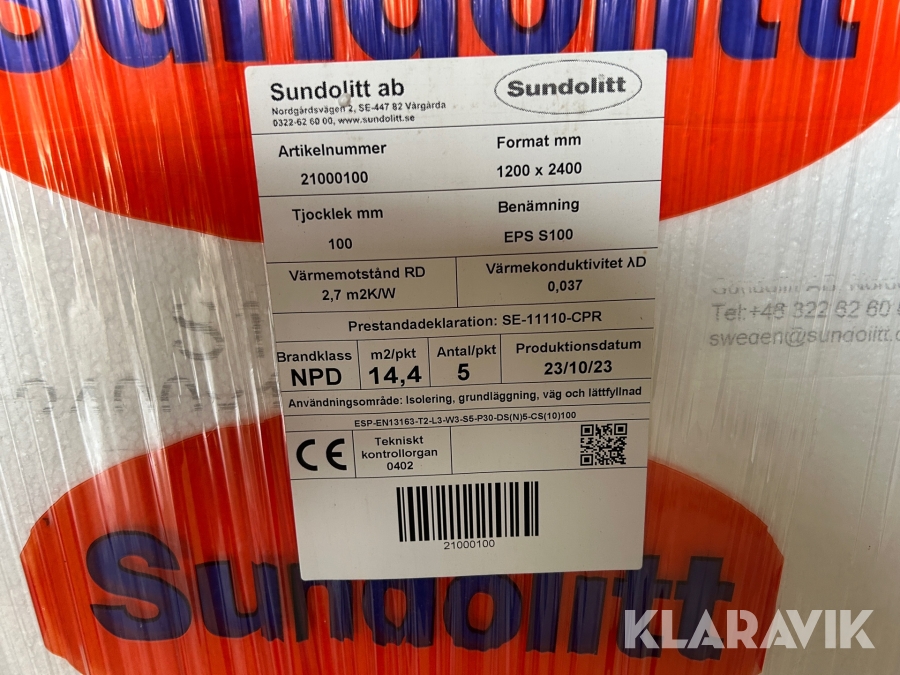 Sundolitt
Sundolitt ab
Nordgårdsvägen 2, SE-447 82 Vårgårda
0322-62 60 00, www.sundolitt.se
Sundolitt
Artikelnummer
21000100
Format mm
1200 x 2400
Tjocklek mm
100
Benämning
EPS S100
Värmemotstånd RD
2,7 m2K/W
Värmekonduktivitet λD
0,037
Prestandadeklaration: SE-11110-CPR
Brandklass
NPD
m2/pkt
14,4
Antal/pkt
5
Produktionsdatum
23/10/23
Användningsområde: Isolering, grundläggning, väg och lättfyllnad
ESP-EN13163-T2-L3-W3-S5-P30-DS(N)5-CS(10)100
CE
Tekniskt
kontrollorgan
0402
21000100
Tel:+46 322 62 60
Sundolitt
KLARAVIK